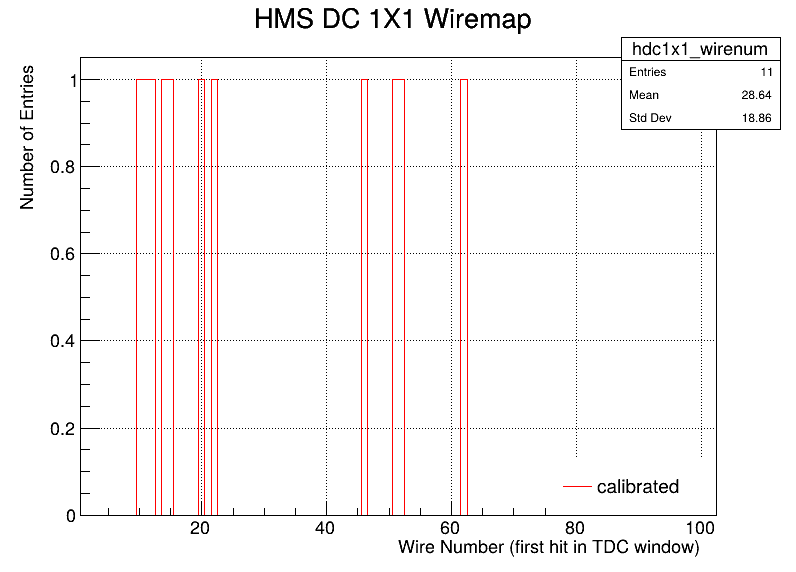 HMS DC 1X1 Wiremap
hdc1x1_wirenum
Entries 11
Mean 28.64
Std Dev 18.86
Number of Entries
1
0.8
0.6
0.4
0.2
0
calibrated
20 40 60 80 100
Wire Number (first hit in TDC window)